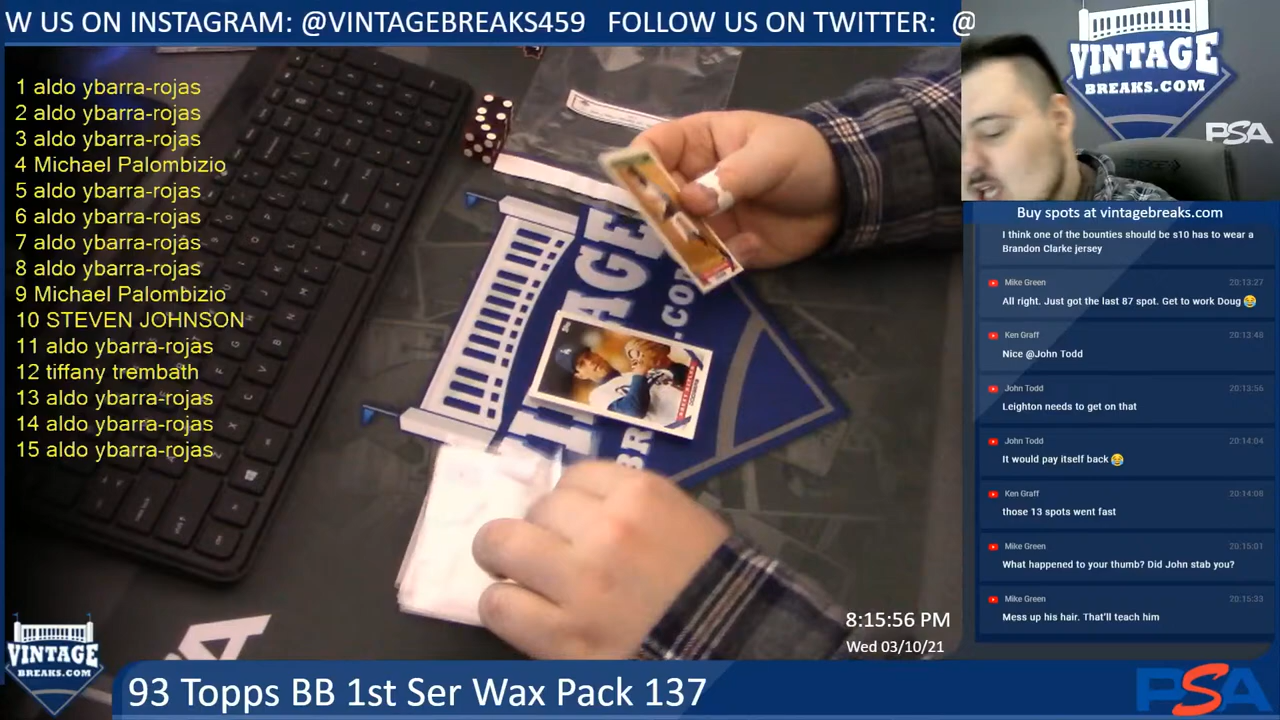 W US ON INSTAGRAM: @VINTAGEBREAKS459 FOLLOW US ON TWITTER: @
VINTAGE
BREAKS.COM
PSA
1 aldo ybarra-rojas
2 aldo ybarra-rojas
3 aldo ybarra-rojas
4 Michael Palombizio
5 aldo ybarra-rojas
6 aldo ybarra-rojas
7 aldo ybarra-rojas
8 aldo ybarra-rojas
9 Michael Palombizio
10 STEVEN JOHNSON
11 aldo ybarra-rojas
12 tiffany trembath
13 aldo ybarra-rojas
14 aldo ybarra-rojas
15 aldo ybarra-rojas
AGE
.COM
BR
Buy spots at vintagebreaks.com
I think one of the bounties should be s10 has to wear a
Brandon Clarke jersey
Mike Green 20:13:27
All right. Just got the last 87 spot. Get to work Doug 😂
Ken Graff 20:13:48
Nice @John Todd
John Todd 20:13:56
Leighton needs to get on that
John Todd 20:14:04
It would pay itself back 😂
Ken Graff 20:14:08
those 13 spots went fast
Mike Green 20:15:01
What happened to your thumb? Did John stab you?
Mike Green 20:15:33
Mess up his hair. That'll teach him
8:15:56 PM
Wed 03/10/21
VINTAGE
BREAKS.COM
93 Topps BB 1st Ser Wax Pack 137
PSA